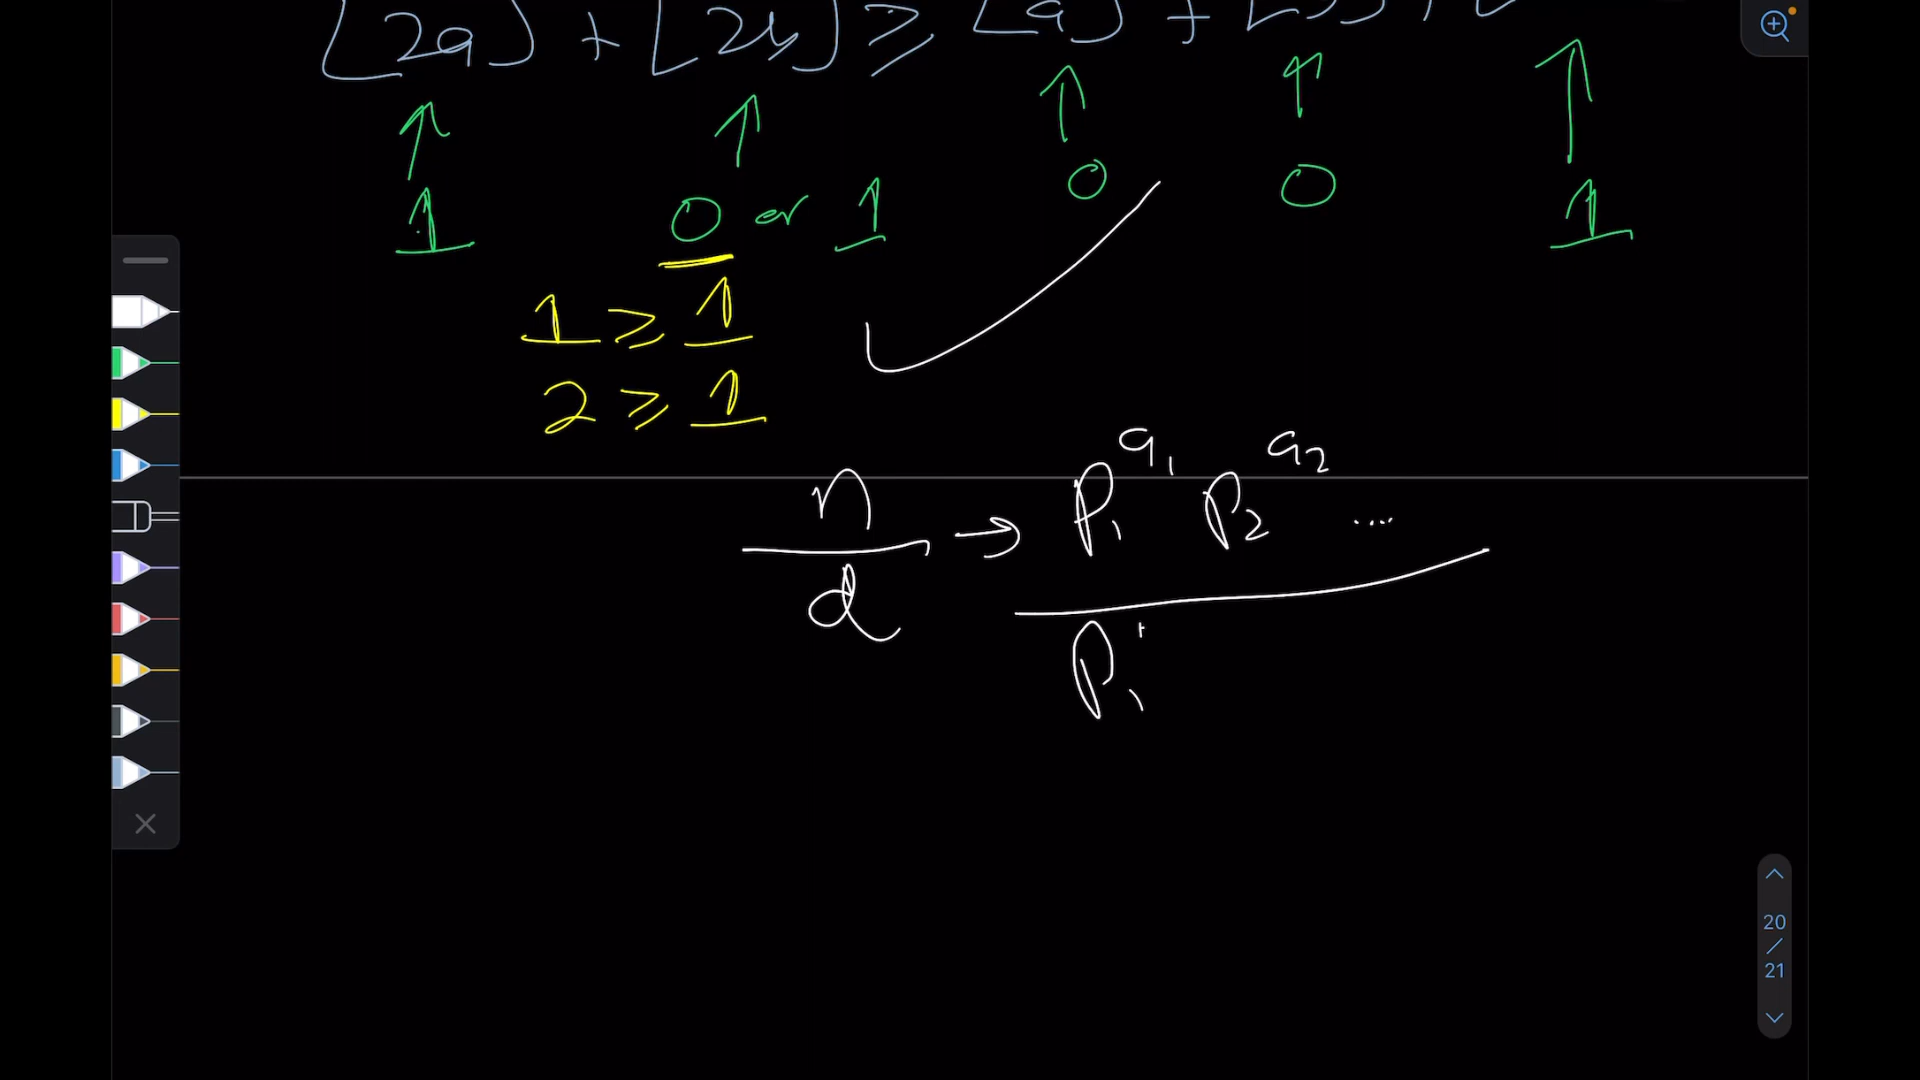 ⌊2a⌋ + ⌊2b⌋ ≥ ⌊a⌋ +
1 0 or 1 0 0 1
1 ≥ 1
2 ≥ 1
n/d → p₁^a₁ p₂^a₂ ....
p₁
20
/
21